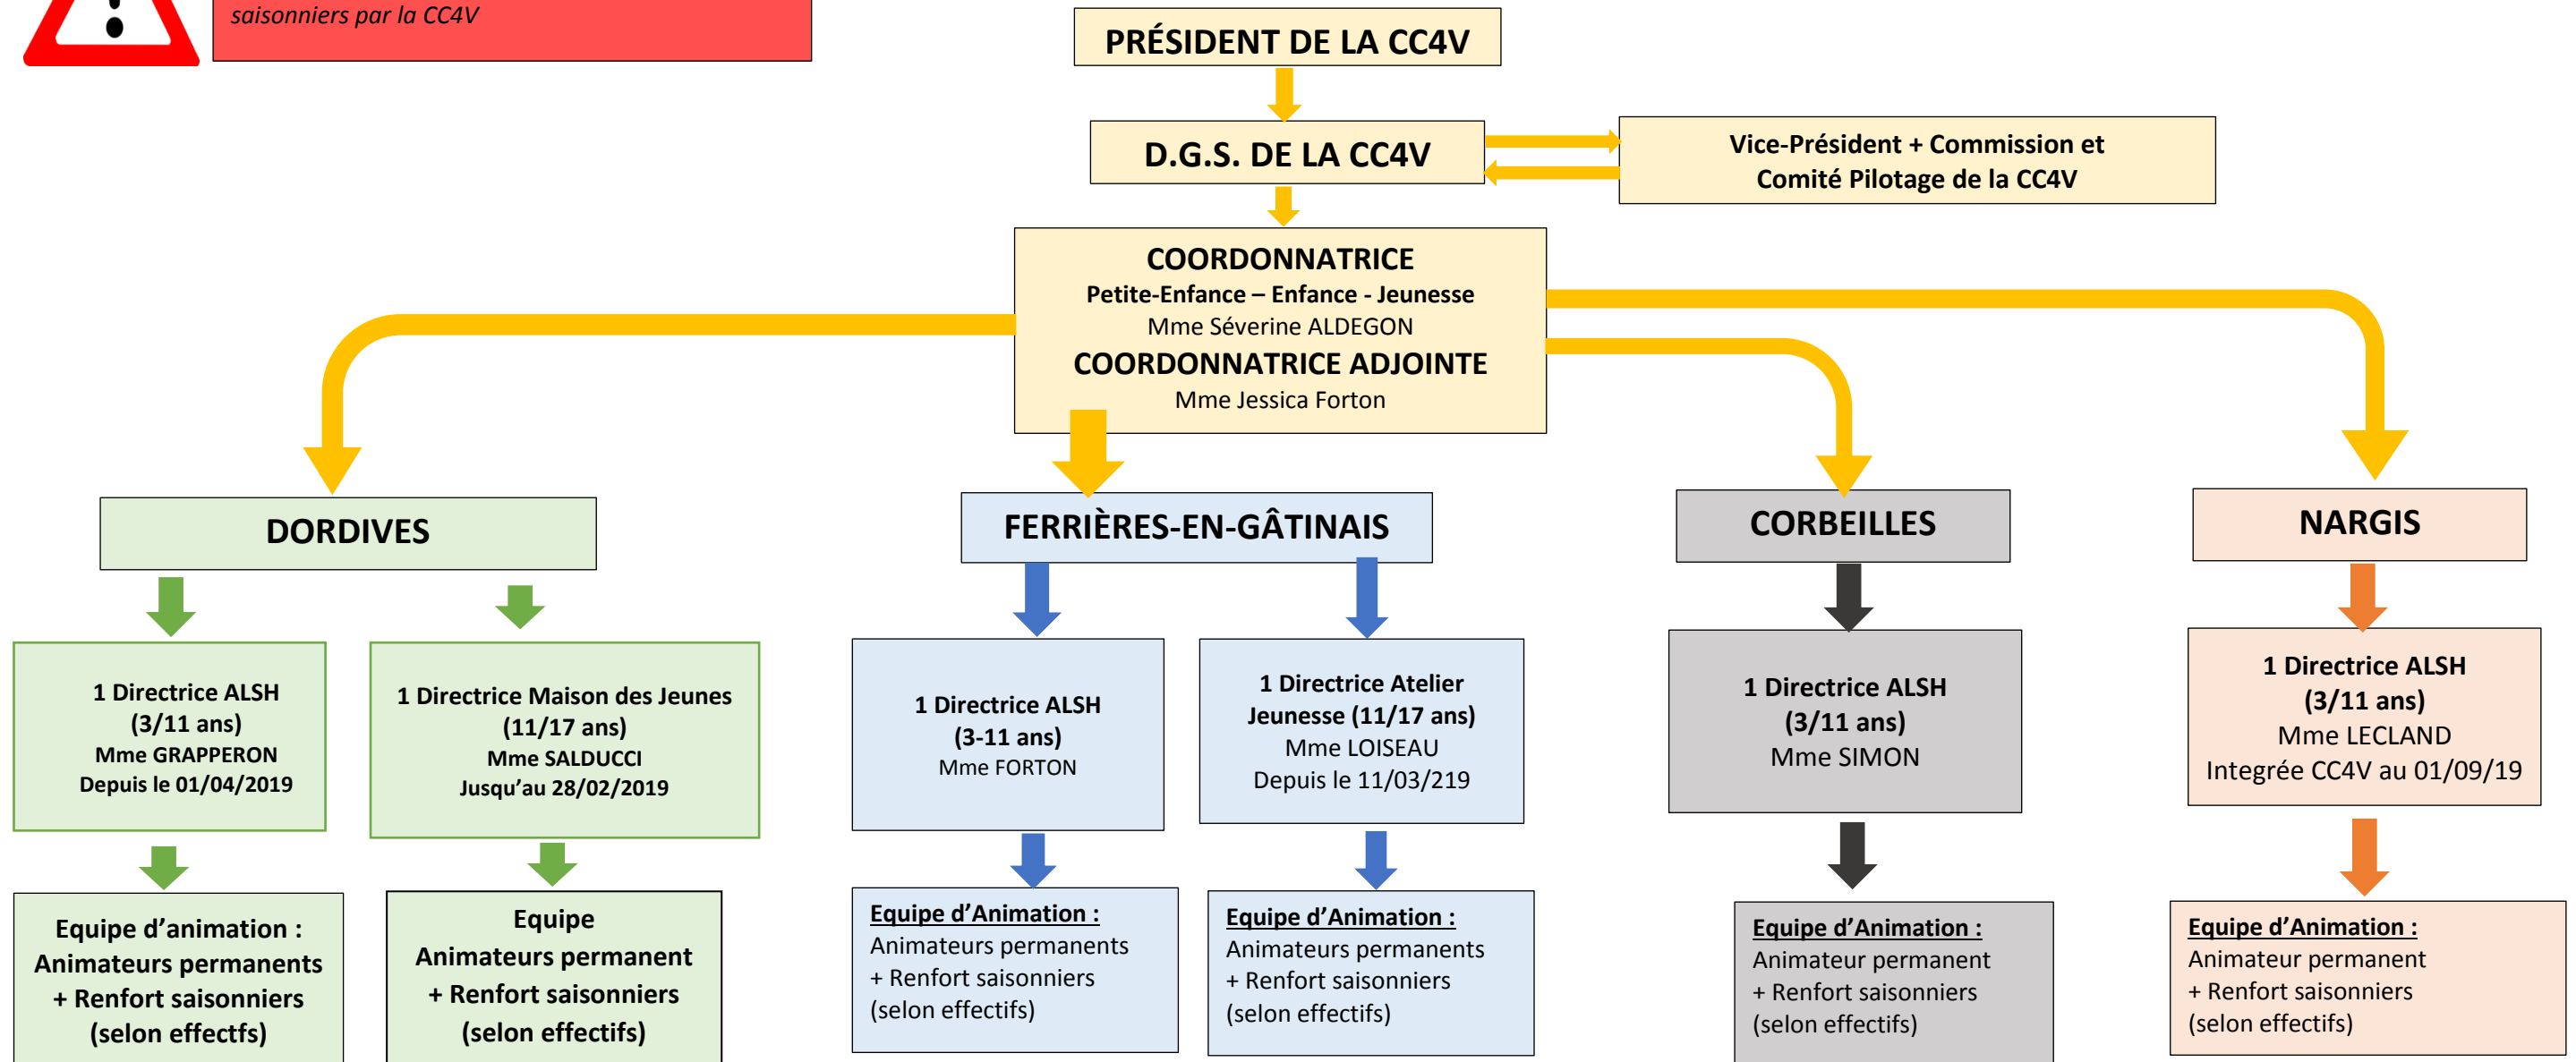 saisonniers par la CC4V
PRÉSIDENT DE LA CC4V
D.G.S. DE LA CC4V
Vice-Président + Commission et
Comité Pilotage de la CC4V
COORDONNATRICE
Petite-Enfance – Enfance - Jeunesse
Mme Séverine ALDEGON
COORDONNATRICE ADJOINTE
Mme Jessica Forton
DORDIVES
FERRIÈRES-EN-GÂTINAIS
CORBEILLES
NARGIS
1 Directrice ALSH
(3/11 ans)
Mme GRAPPERON
Depuis le 01/04/2019
1 Directrice Maison des Jeunes
(11/17 ans)
Mme SALDUCCI
Jusqu’au 28/02/2019
1 Directrice ALSH
(3-11 ans)
Mme FORTON
1 Directrice Atelier
Jeunesse (11/17 ans)
Mme LOISEAU
Depuis le 11/03/219
1 Directrice ALSH
(3/11 ans)
Mme SIMON
1 Directrice ALSH
(3/11 ans)
Mme LECLAND
Integrée CC4V au 01/09/19
Equipe d’animation :
Animateurs permanents
+ Renfort saisonniers
(selon effectfs)
Equipe
Animateurs permanent
+ Renfort saisonniers
(selon effectifs)
Equipe d’Animation :
Animateurs permanents
+ Renfort saisonniers
(selon effectifs)
Equipe d’Animation :
Animateurs permanents
+ Renfort saisonniers
(selon effectifs)
Equipe d’Animation :
Animateur permanent
+ Renfort saisonniers
(selon effectifs)
Equipe d’Animation :
Animateur permanent
+ Renfort saisonniers
(selon effectifs)